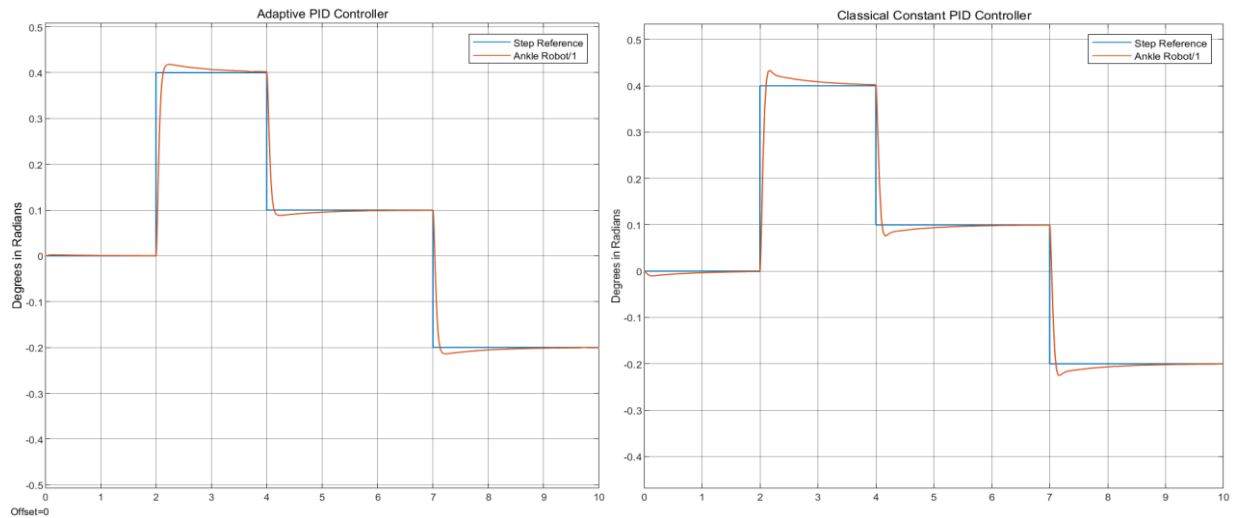 Adaptive PID Controller
0.5
0.4
0.3
0.2
0.1
0
-0.1
-0.2
-0.3
-0.4
-0.5
Degrees in Radians
Step Reference
Ankle Robot/1
0 1 2 3 4 5 6 7 8 9 10
Offset=0
Classical Constant PID Controller
0.5
0.4
0.3
0.2
0.1
0
-0.1
-0.2
-0.3
-0.4
Degrees in Radians
Step Reference
Ankle Robot/1
0 1 2 3 4 5 6 7 8 9 10